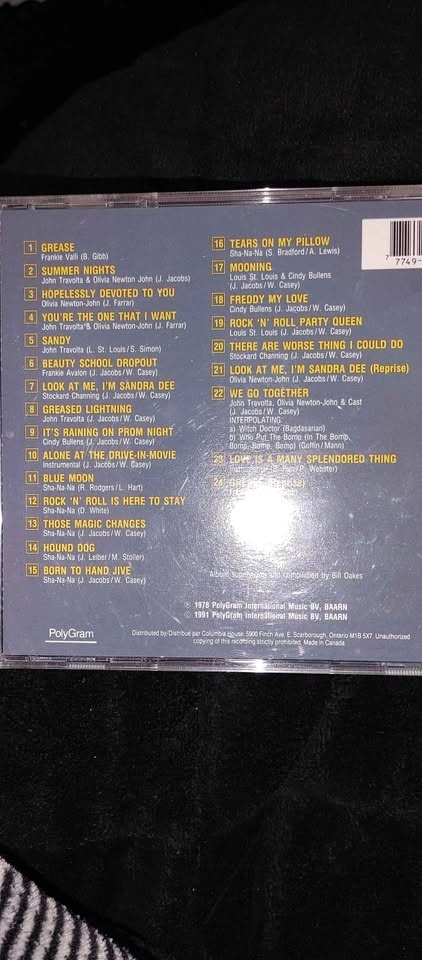 1 GREASE
Frankie Valli (B. Gibb)
2 SUMMER NIGHTS
John Travolta & Olivia Newton John (J. Jacobs)
3 HOPELESSLY DEVOTED TO YOU
Olivia Newton-John (J. Farrar)
4 YOU'RE THE ONE THAT I WANT
John Travolta & Olivia Newton-John (J. Farrar)
5 SANDY
John Travolta (L. St. Louis/S. Simon)
6 BEAUTY SCHOOL DROPOUT
Frankie Avalon (J. Jacobs/W. Casey)
7 LOOK AT ME, I'M SANDRA DEE
Stockard Channing (J. Jacobs/W. Casey)
8 GREASED LIGHTNING
John Travolta (J. Jacobs/W. Casey)
9 IT'S RAINING ON PROM NIGHT
Cindy Bullens (J. Jacobs/W. Casey)
10 ALONE AT THE DRIVE-IN-MOVIE
Instrumental (J. Jacobs/W. Casey)
11 BLUE MOON
Sha-Na-Na (R. Rodgers/L. Hart)
12 ROCK 'N' ROLL IS HERE TO STAY
Sha-Na-Na (D. White)
13 THOSE MAGIC CHANGES
Sha-Na-Na (J. Jacobs/W. Casey)
14 HOUND DOG
Sha-Na-Na (J. Leiber/M. Stoller)
15 BORN TO HAND JIVE
Sha-Na-Na (J. Jacobs/W. Casey)
16 TEARS ON MY PILLOW
Sha-Na-Na (S. Bradford/A. Lewis)
17 MOONING
Louis St. Louis & Cindy Bullens
(J. Jacobs/W. Casey)
18 FREDDY MY LOVE
Cindy Bullens (J. Jacobs/W. Casey)
19 ROCK 'N' ROLL PARTY QUEEN
Louis St. Louis (J. Jacobs/W. Casey)
20 THERE ARE WORSE THING I COULD DO
Stockard Channing (J. Jacobs/W. Casey)
21 LOOK AT ME, I'M SANDRA DEE (Reprise)
Olivia Newton-John (J. Jacobs/W. Casey)
22 WE GO TOGETHER
John Travolta, Olivia Newton-John & Cast
(J. Jacobs/W. Casey)
INTERPOLATING:
a) Witch Doctor (Bagdasarian)
b) Who Put The Bomp (In The Bomp,
Bomp, Bomp, Bomp) (Goffin/Mann)
23 LOVE IS A MANY SPLENDORED THING
Instrumental Webster)
24 GREASE (Reprise)
Album supervision and compilation by Bill Oakes
℗ 1978 PolyGram International Music BV, BAARN
© 1991 PolyGram International Music BV, BAARN
PolyGram
Distributed by/Distribué par Columbia House, 5900 Finch Ave. E. Scarborough, Ontario M1B 5X7. Unauthorized
copying of this recording strictly prohibited. Made in Canada.
7 7749-